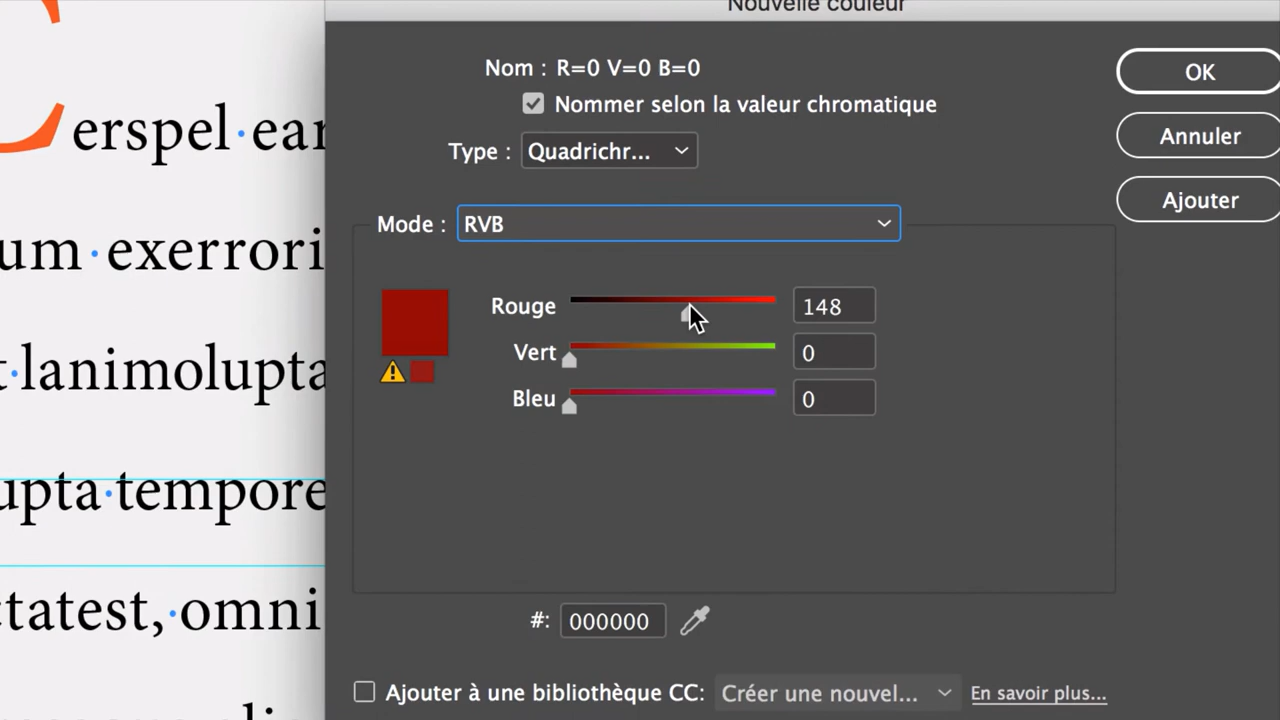 Nouvelle couleur
Nom : R=0 V=0 B=0
Nommer selon la valeur chromatique
Type : Quadrichr...
Mode : RVB
Rouge 148
Vert 0
Bleu 0
#: 000000
Ajouter à une bibliothèque CC: Créer une nouvel... En savoir plus...
OK
Annuler
Ajouter
erspel·ear
um·exerrori
t·lanimolupta
upta·tempore
ctatest,·omni